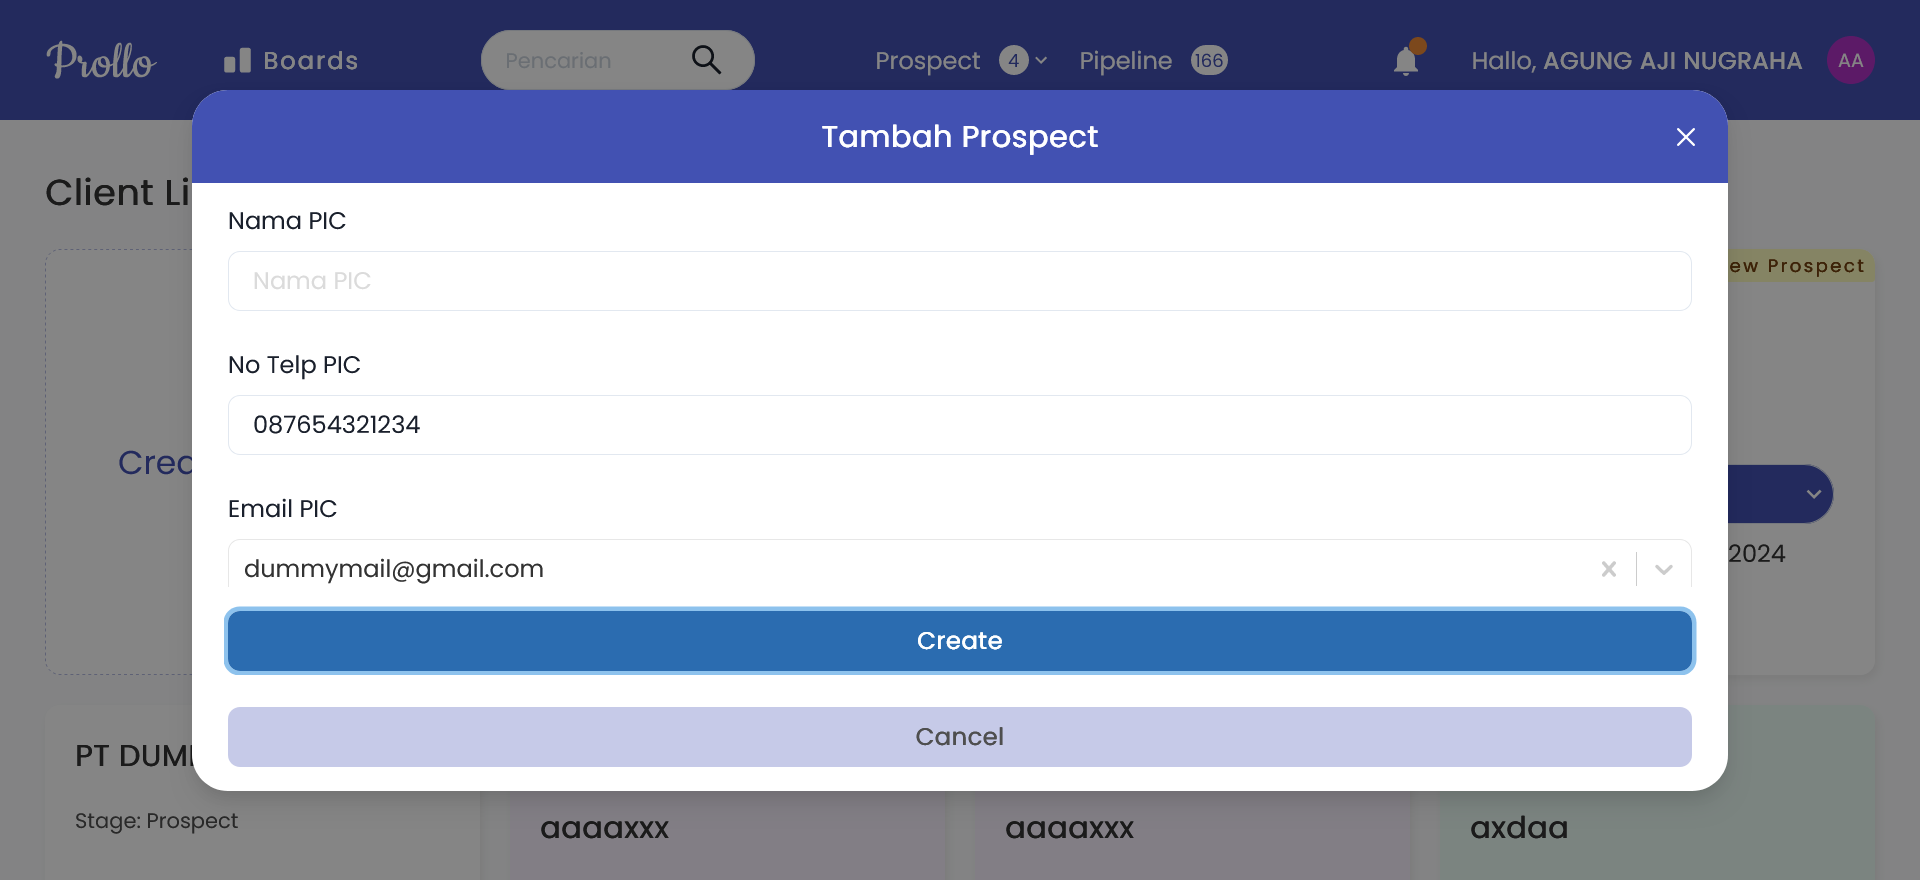 Prollo
Boards
Pencarian
Prospect 4
Pipeline 166
Hallo, AGUNG AJI NUGRAHA
AA
Tambah Prospect
Client Li
Nama PIC
Nama PIC
ew Prospect
No Telp PIC
087654321234
Crea
Email PIC
dummymail@gmail.com
2024
Create
Cancel
PT DUM
Stage: Prospect
aaaaxxx
aaaaxxx
axdaa